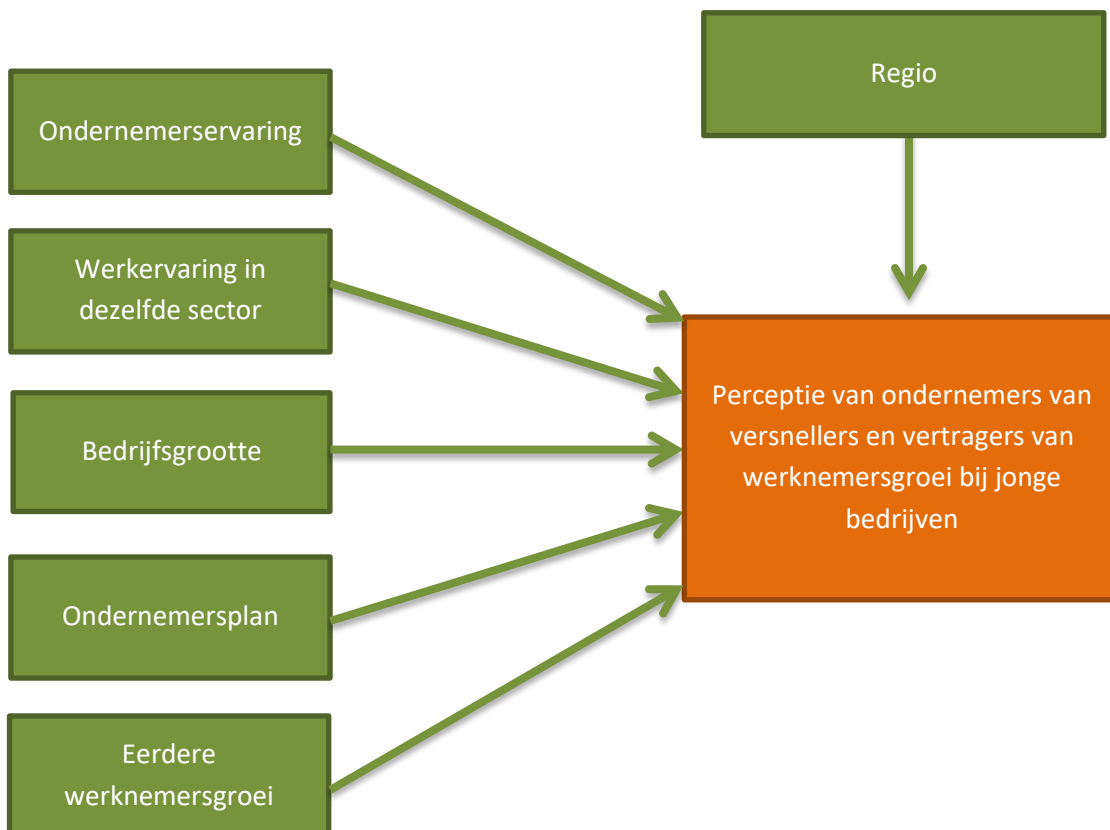 Regio
Ondernemerservaring
Werkervaring in
dezelfde sector
Bedrijfsgrootte
Ondernemersplan
Eerdere
werknemersgroei
Perceptie van ondernemers van
versnellers en vertragers van
werknemersgroei bij jonge
bedrijven